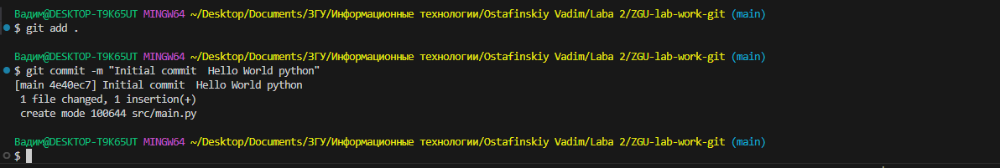 Вадим@DESKTOP-T9K65UT MINGW64 ~/Desktop/Documents/ЗГУ/Информационные технологии/Ostafinskiy Vadim/Laba 2/ZGU-lab-work-git (main)
$ git add .
Вадим@DESKTOP-T9K65UT MINGW64 ~/Desktop/Documents/ЗГУ/Информационные технологии/Ostafinskiy Vadim/Laba 2/ZGU-lab-work-git (main)
$ git commit -m "Initial commit  Hello World python"
[main 4e40ec7] Initial commit  Hello World python
 1 file changed, 1 insertion(+)
 create mode 100644 src/main.py
Вадим@DESKTOP-T9K65UT MINGW64 ~/Desktop/Documents/ЗГУ/Информационные технологии/Ostafinskiy Vadim/Laba 2/ZGU-lab-work-git (main)
$